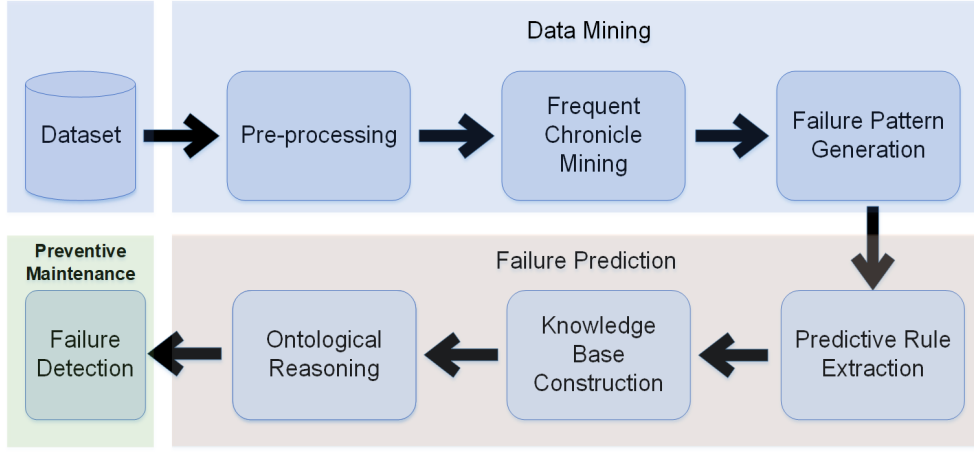 Data Mining
Dataset
Pre-processing
Frequent
Chronicle
Mining
Failure Pattern
Generation
Preventive
Maintenance
Failure Prediction
Failure
Detection
Ontological
Reasoning
Knowledge
Base
Construction
Predictive Rule
Extraction